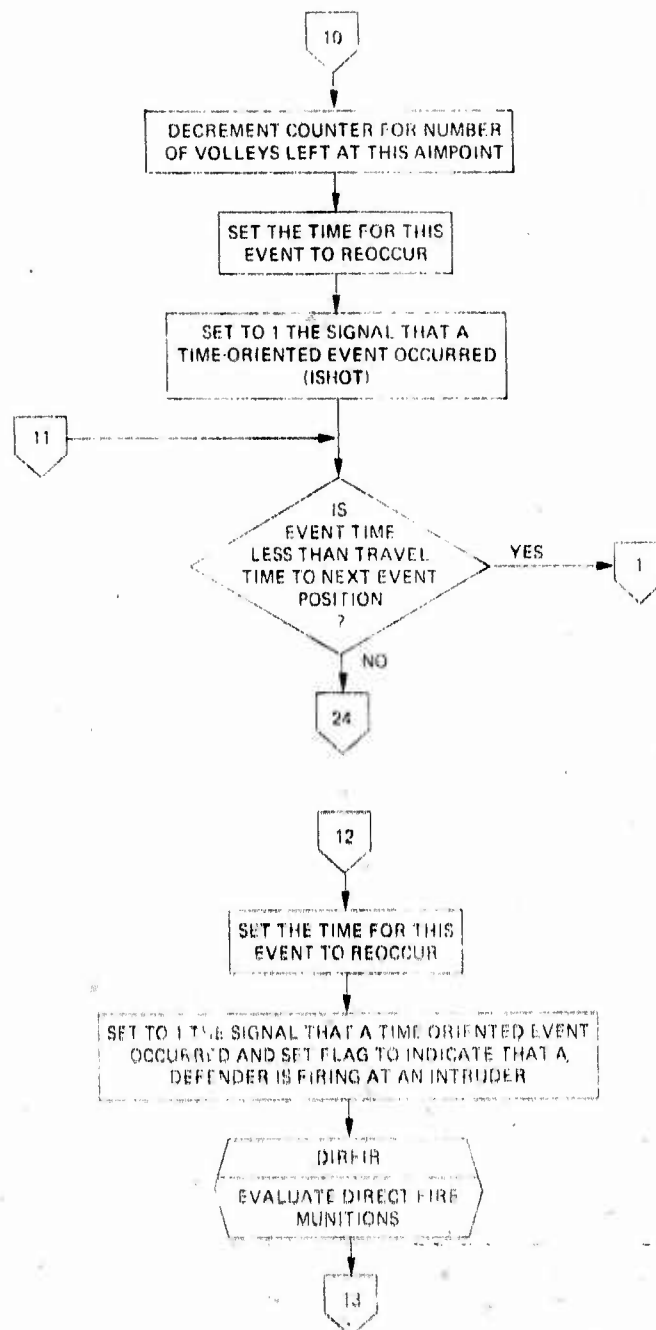 10
DECREMENT COUNTER FOR NUMBER
OF VOLLEYS LEFT AT THIS AIMPOINT
SET THE TIME FOR THIS
EVENT TO REOCCUR
SET TO 1 THE SIGNAL THAT A
TIME-ORIENTED EVENT OCCURRED
(ISHOT)
11
IS
EVENT TIME
LESS THAN TRAVEL
TIME TO NEXT EVENT
POSITION
?
YES
1
NO
24
12
SET THE TIME FOR THIS
EVENT TO REOCCUR
SET TO 1 THE SIGNAL THAT A TIME ORIENTED EVENT
OCCURRED AND SET FLAG TO INDICATE THAT A
DEFENDER IS FIRING AT AN INTRUDER
DIRFIR
EVALUATE DIRECT FIRE
MUNITIONS
13